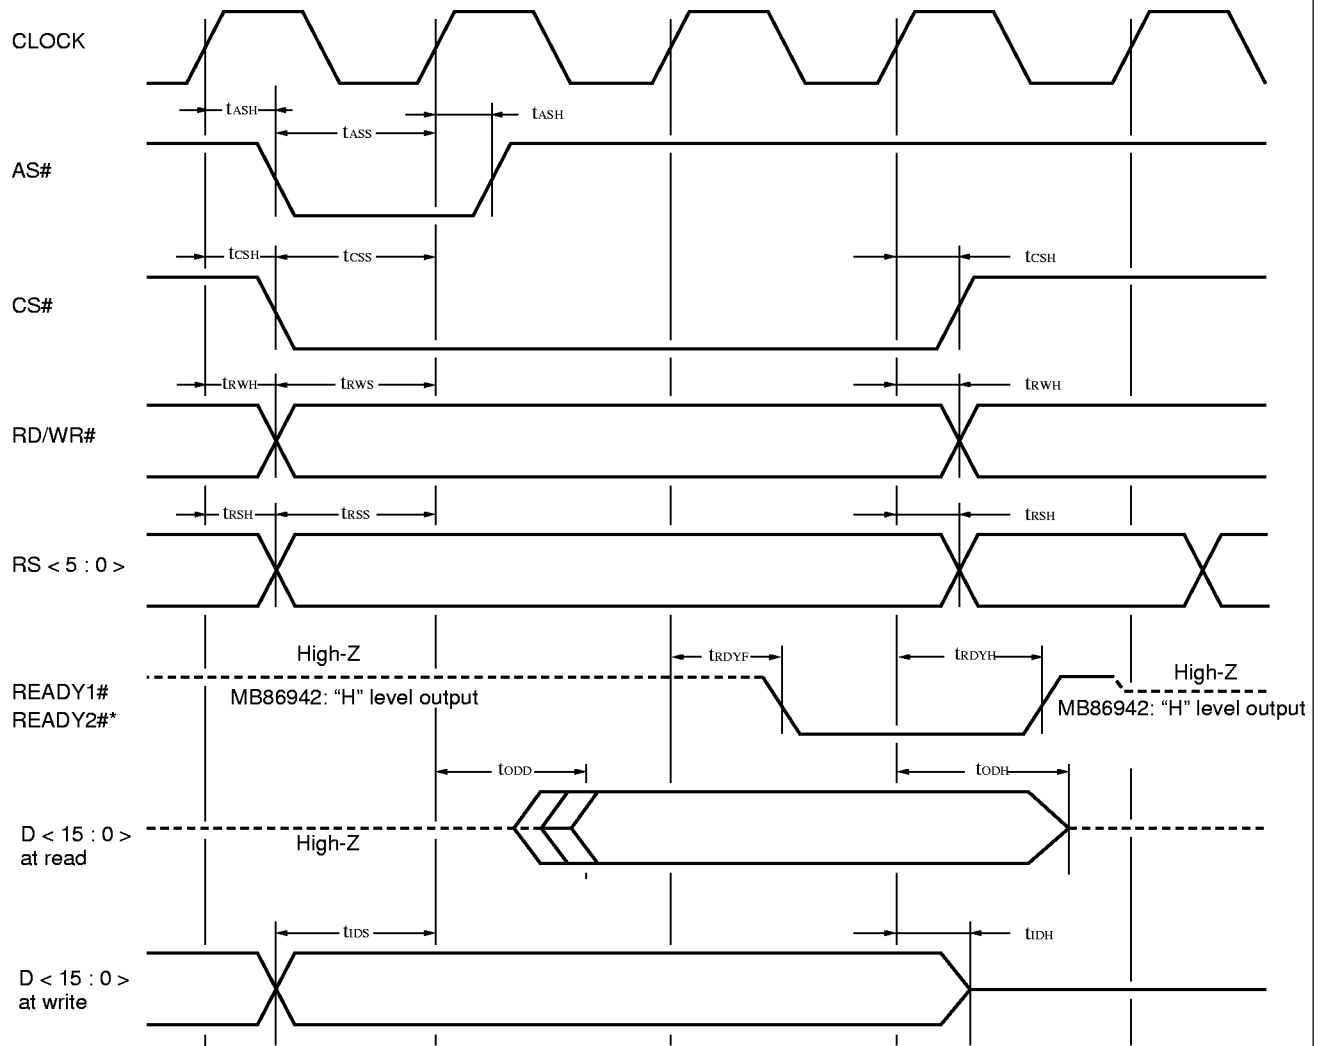 CLOCK
tASH
tASS
tASH
AS#
tCSH
tCSS
tCSH
CS#
tRWH
tRWS
tRWH
RD/WR#
tRSH
tRSS
tRSH
RS < 5 : 0 >
High-Z
tRDYF
tRDYH
High-Z
READY1#
MB86942: “H” level output
MB86942: “H” level output
READY2#*
tODD
tODH
D < 15 : 0 >
at read
High-Z
tIDS
tIDH
D < 15 : 0 >
at write